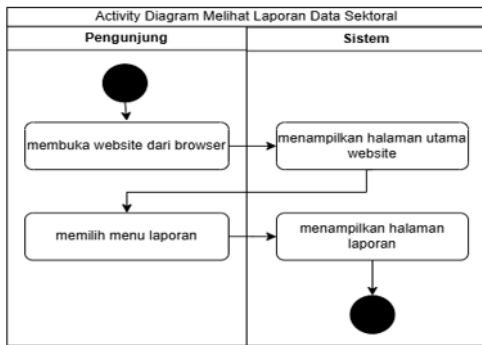 Activity Diagram Melihat Laporan Data Sektoral
Pengunjung
Sistem
membuka website dari browser
menampilkan halaman utama
website
memilih menu laporan
menampilkan halaman
laporan